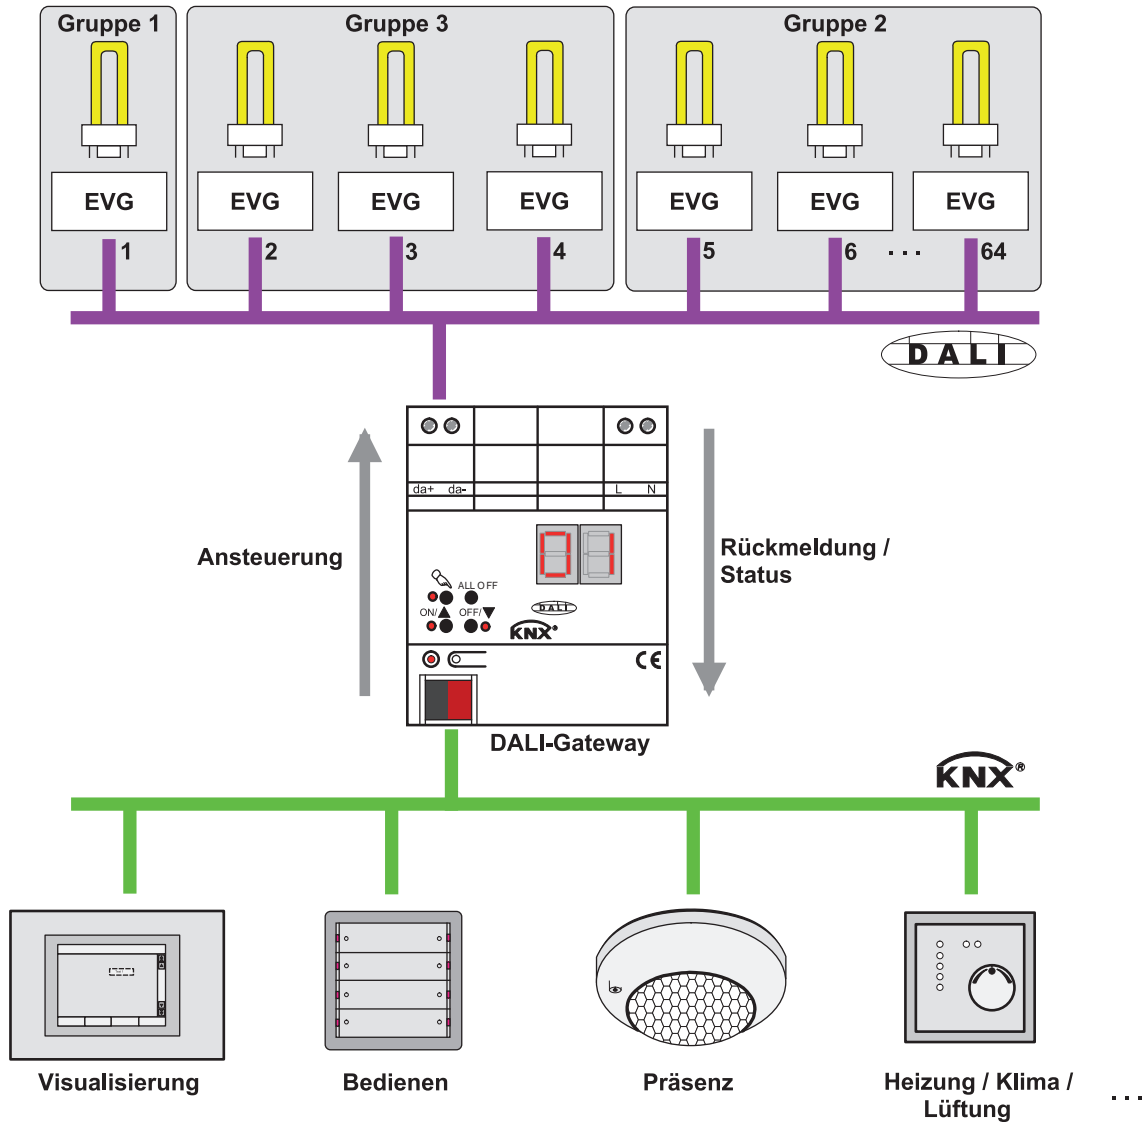 Gruppe 1
Gruppe 3
Gruppe 2
EVG
EVG
EVG
EVG
EVG
EVG
EVG
1
2
3
4
5
6
...
64
DALI
da+ da-
L N
Ansteuerung
Rückmeldung /
Status
01
ALL OFF
ON/
OFF/
DALI
KNX®
CE
DALI-Gateway
KNX®
Visualisierung
Bedienen
Präsenz
Heizung / Klima /
Lüftung
...